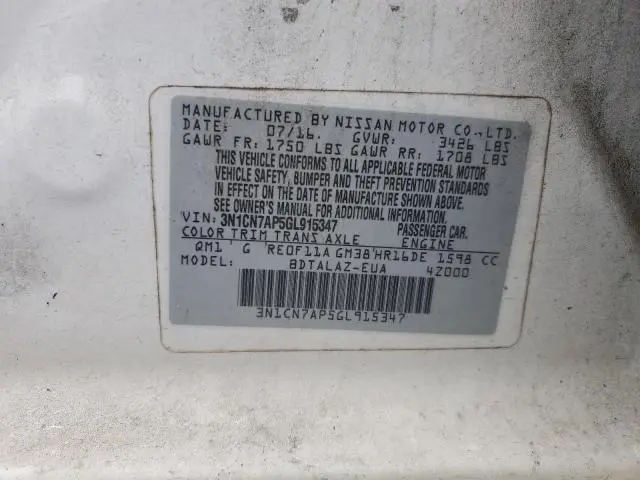 MANUFACTURED BY NISSAN MOTOR CO., LTD.
DATE: 07/16. GVWR: 3426 LBS
GAWR FR: 1750 LBS GAWR RR: 1708 LBS
THIS VEHICLE CONFORMS TO ALL APPLICABLE FEDERAL MOTOR
VEHICLE SAFETY, BUMPER AND THEFT PREVENTION STANDARDS
IN EFFECT ON THE DATE OF MANUFACTURE SHOWN ABOVE.
SEE OWNER'S MANUAL FOR ADDITIONAL INFORMATION.
VIN: 3N1CN7AP5GL915347 PASSENGER CAR.
COLOR TRIM TRANS AXLE ENGINE
QM1 ' G RE0F11A GM38'HR16DE 1598 CC
MODEL: BDTALAZ-EUA 4Z000
3N1CN7AP5GL915347